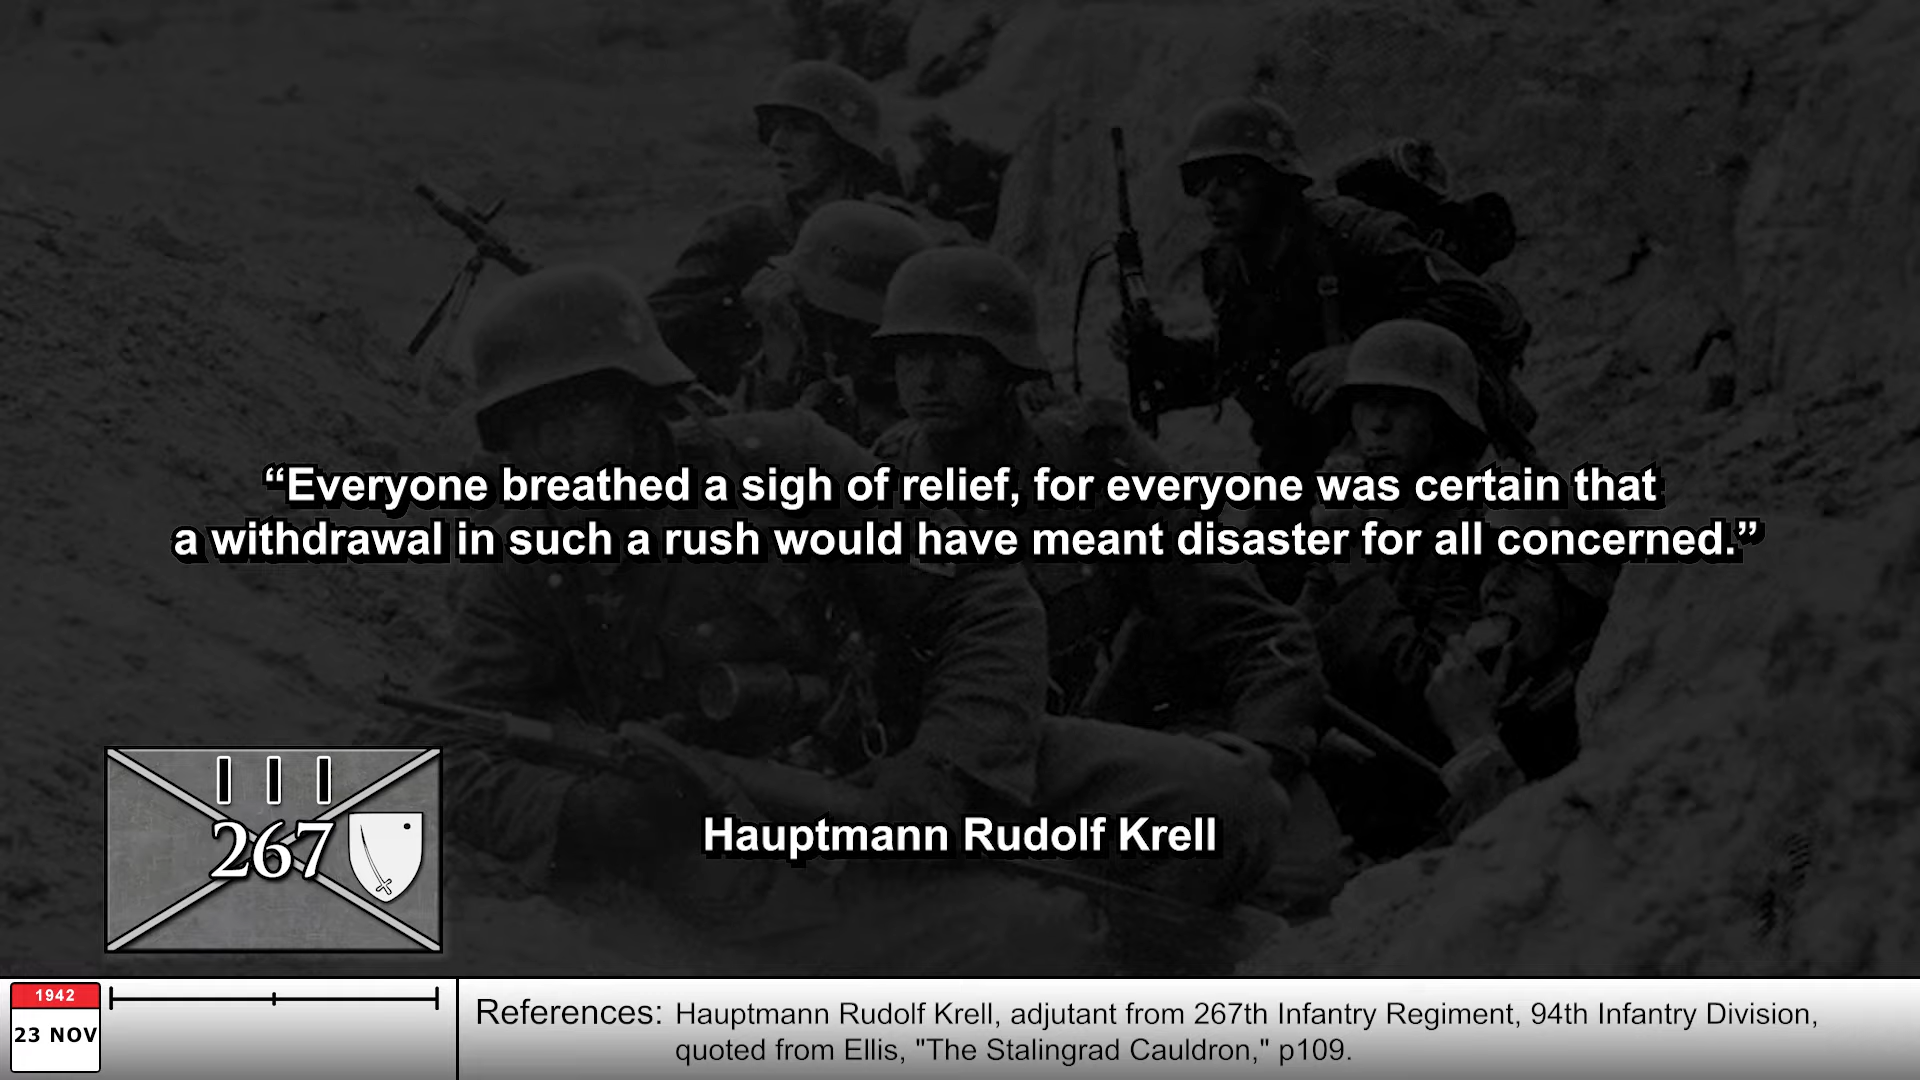 “Everyone breathed a sigh of relief, for everyone was certain that
a withdrawal in such a rush would have meant disaster for all concerned.”
267
Hauptmann Rudolf Krell
1942
23 NOV
References: Hauptmann Rudolf Krell, adjutant from 267th Infantry Regiment, 94th Infantry Division,
quoted from Ellis, "The Stalingrad Cauldron," p109.